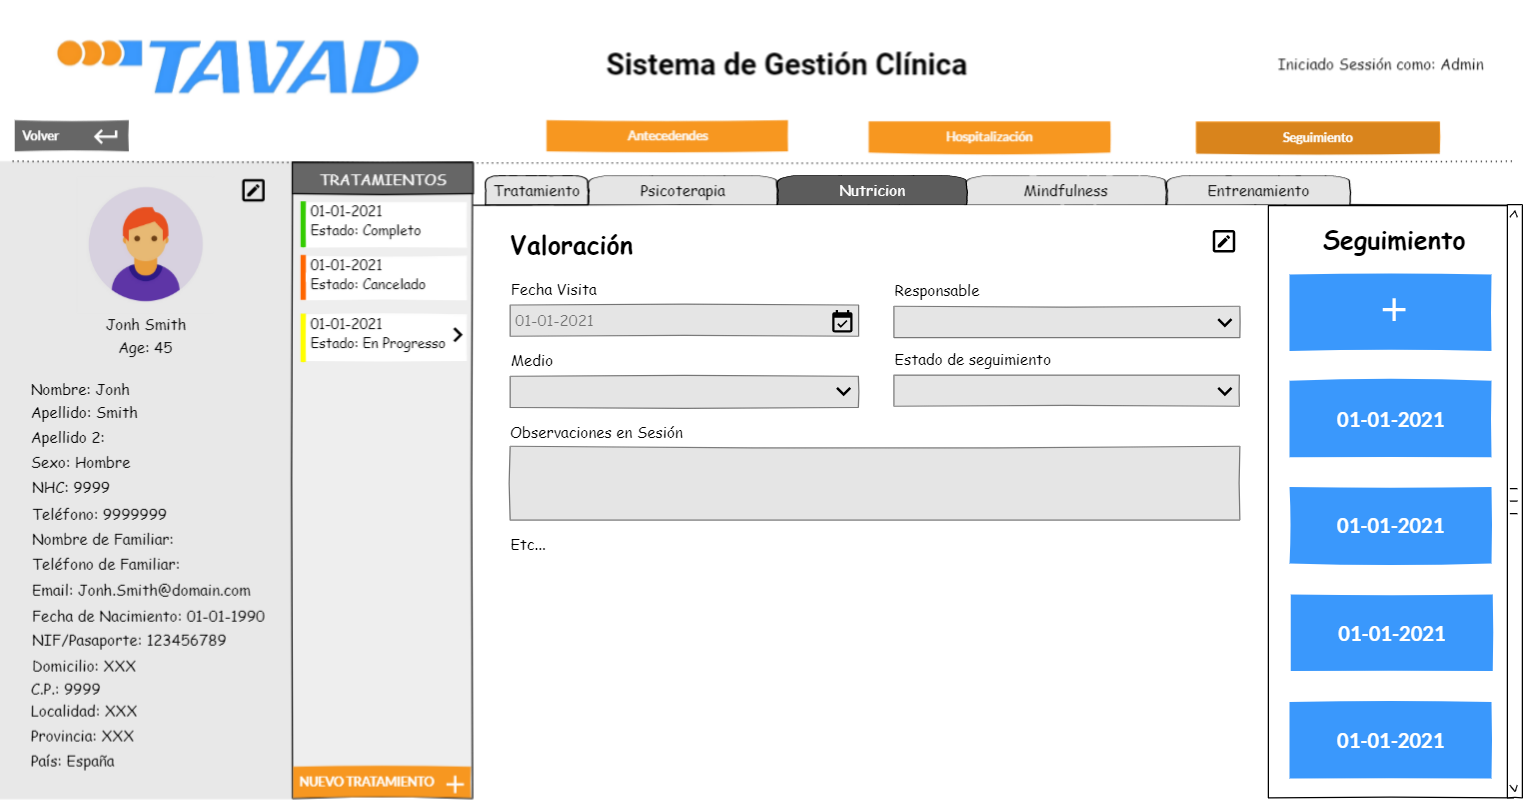 TAVAD
Sistema de Gestión Clínica
Iniciado Sessión como: Admin
Volver
Antecedendes
Hospitalización
Seguimiento
Jonh Smith
Age: 45
Nombre: Jonh
Apellido: Smith
Apellido 2:
Sexo: Hombre
NHC: 9999
Teléfono: 9999999
Nombre de Familiar:
Teléfono de Familiar:
Email: Jonh.Smith@domain.com
Fecha de Nacimiento: 01-01-1990
NIF/Pasaporte: 123456789
Domicilio: XXX
C.P.: 9999
Localidad: XXX
Provincia: XXX
País: España
TRATAMIENTOS
01-01-2021
Estado: Completo
01-01-2021
Estado: Cancelado
01-01-2021
Estado: En Progresso
NUEVO TRATAMIENTO +
Tratamiento
Psicoterapia
Nutricion
Mindfulness
Entrenamiento
Valoración
Fecha Visita
01-01-2021
Responsable
Medio
Estado de seguimiento
Observaciones en Sesión
Etc...
Seguimiento
+
01-01-2021
01-01-2021
01-01-2021
01-01-2021